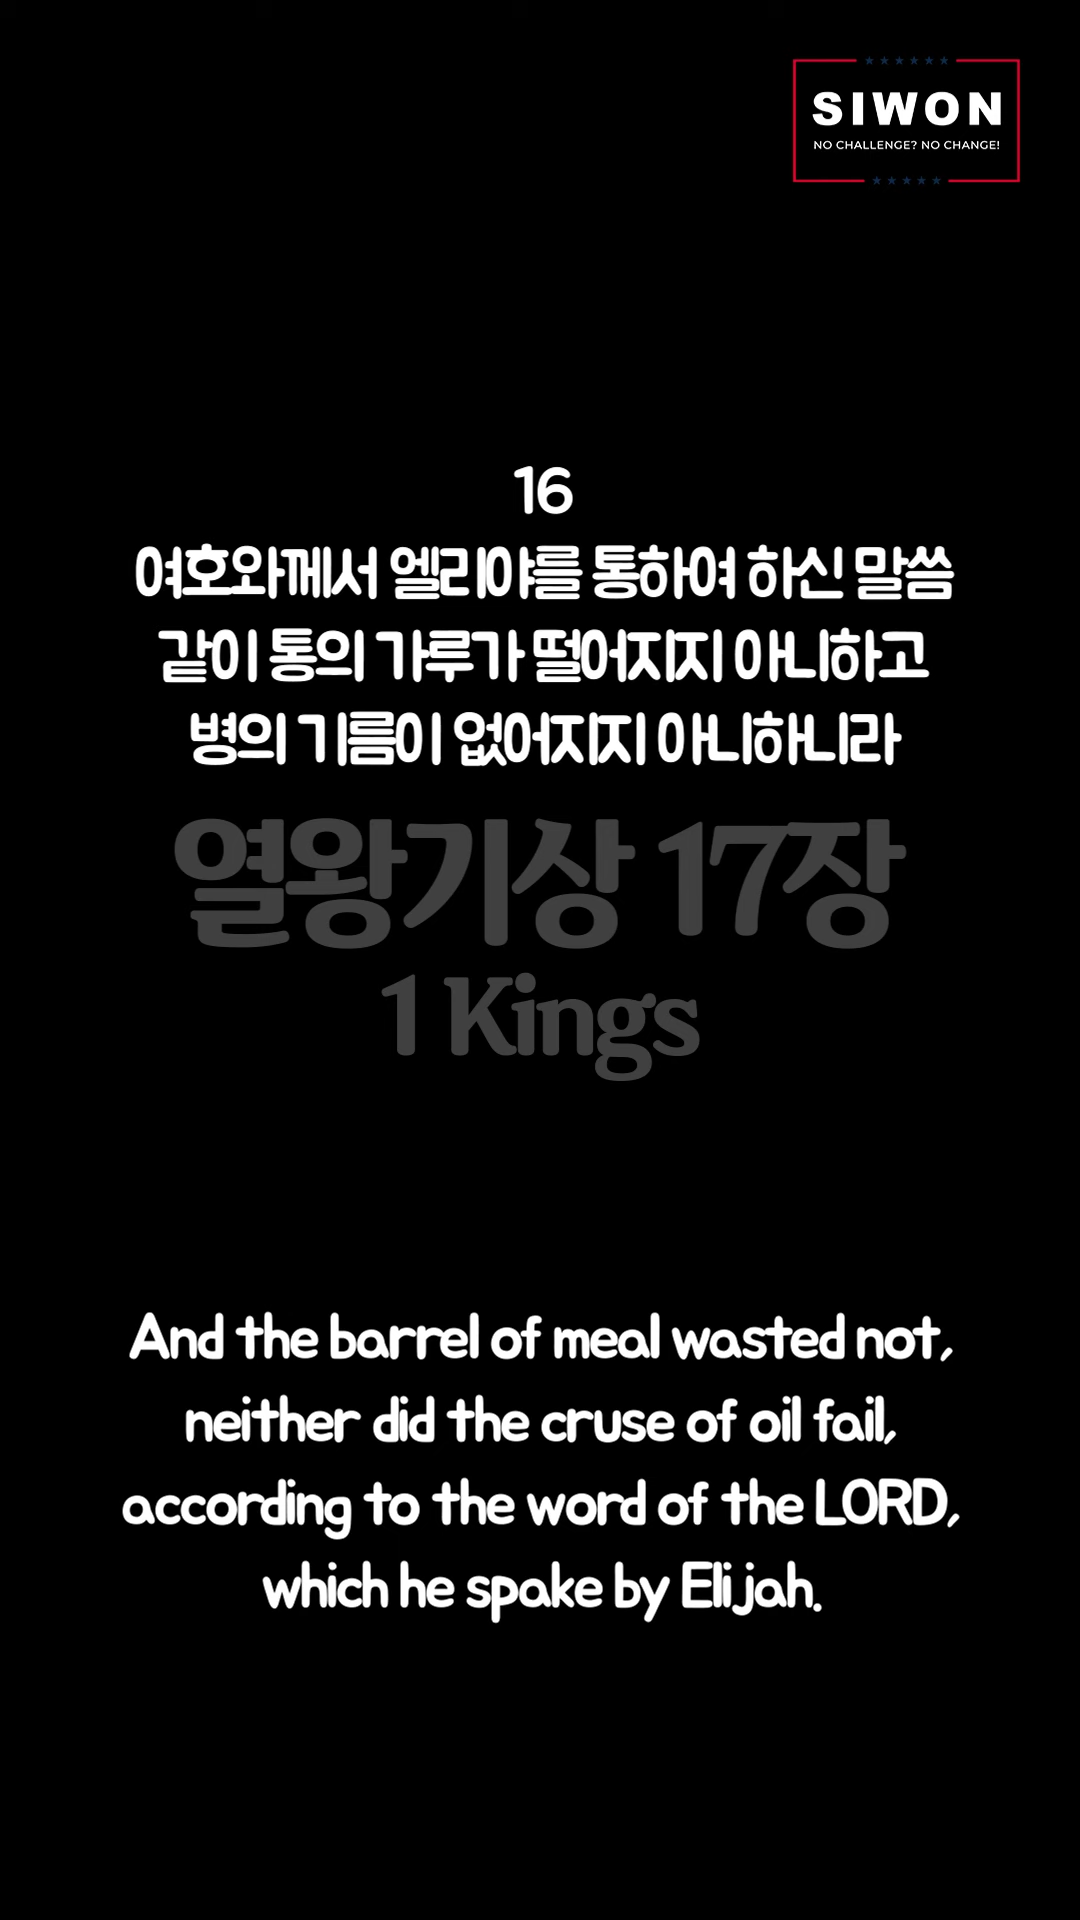 SIWON
NO CHALLENGE? NO CHANGE!
16
여호와께서 엘리야를 통하여 하신 말씀
같이 통의 가루가 떨어지지 아니하고
병의 기름이 없어지지 아니하니라
열왕기상 17장
1 Kings
And the barrel of meal wasted not,
neither did the cruse of oil fail,
according to the word of the LORD,
which he spake by Elijah.